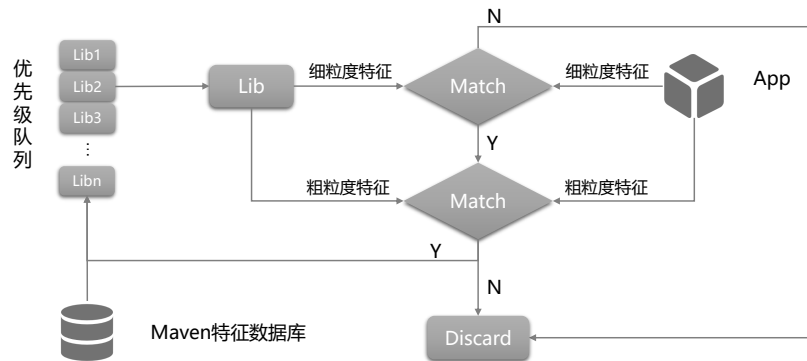 N
优先级队列
Lib1
Lib2
Lib3
...
Libn
Lib
细粒度特征
Match
细粒度特征
App
Y
粗粒度特征
Match
粗粒度特征
Y
N
Maven特征数据库
Discard